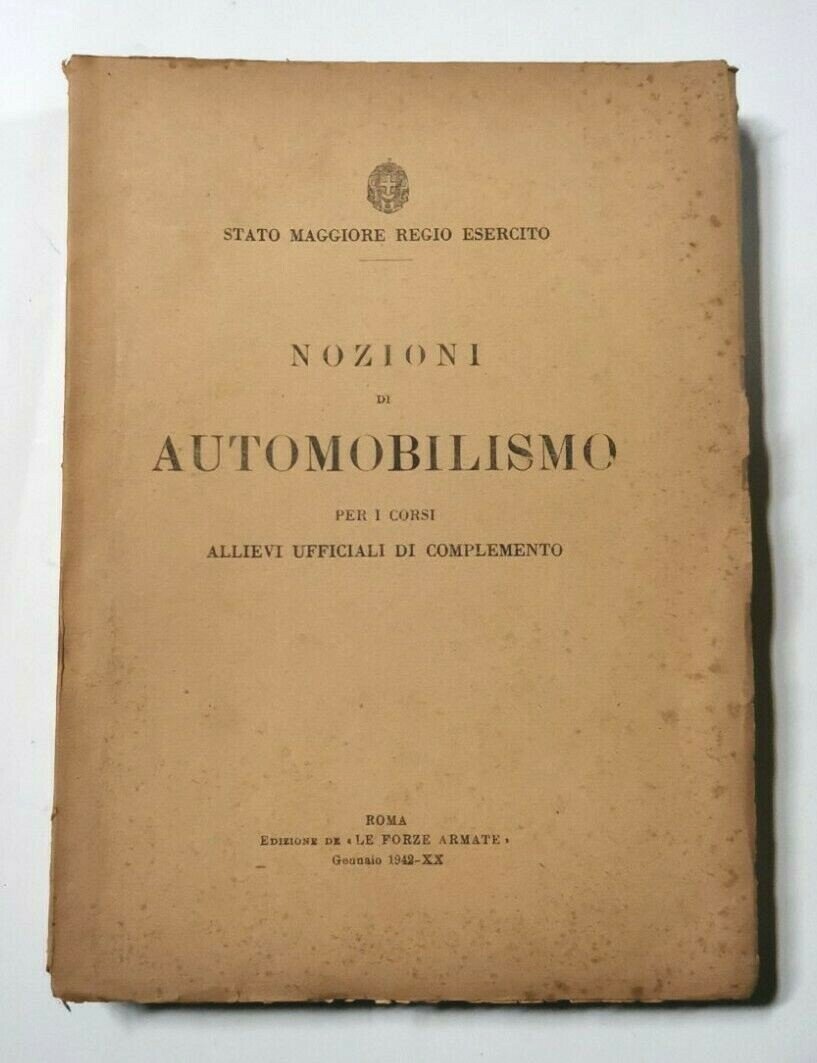 STATO MAGGIORE REGIO ESERCITO
NOZIONI
DI
AUTOMOBILISMO
PER I CORSI
ALLIEVI UFFICIALI DI COMPLEMENTO
ROMA
EDIZIONE DE «LE FORZE ARMATE»
Gennaio 1942-XX